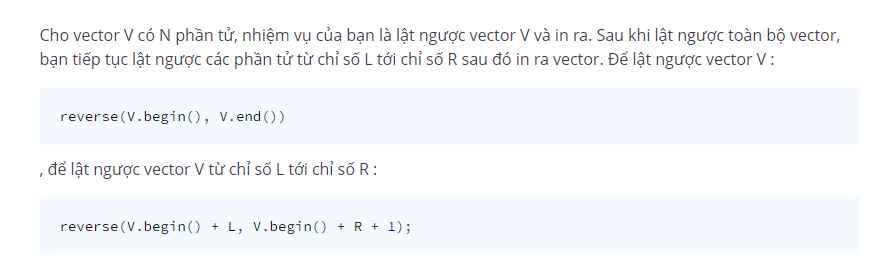 Cho vector V có N phần tử, nhiệm vụ của bạn là lật ngược vector V và in ra. Sau khi lật ngược toàn bộ vector,
bạn tiếp tục lật ngược các phần tử từ chỉ số L tới chỉ số R sau đó in ra vector. Để lật ngược vector V :
reverse(V.begin(), V.end())
, để lật ngược vector V từ chỉ số L tới chỉ số R :
reverse(V.begin() + L, V.begin() + R + 1);